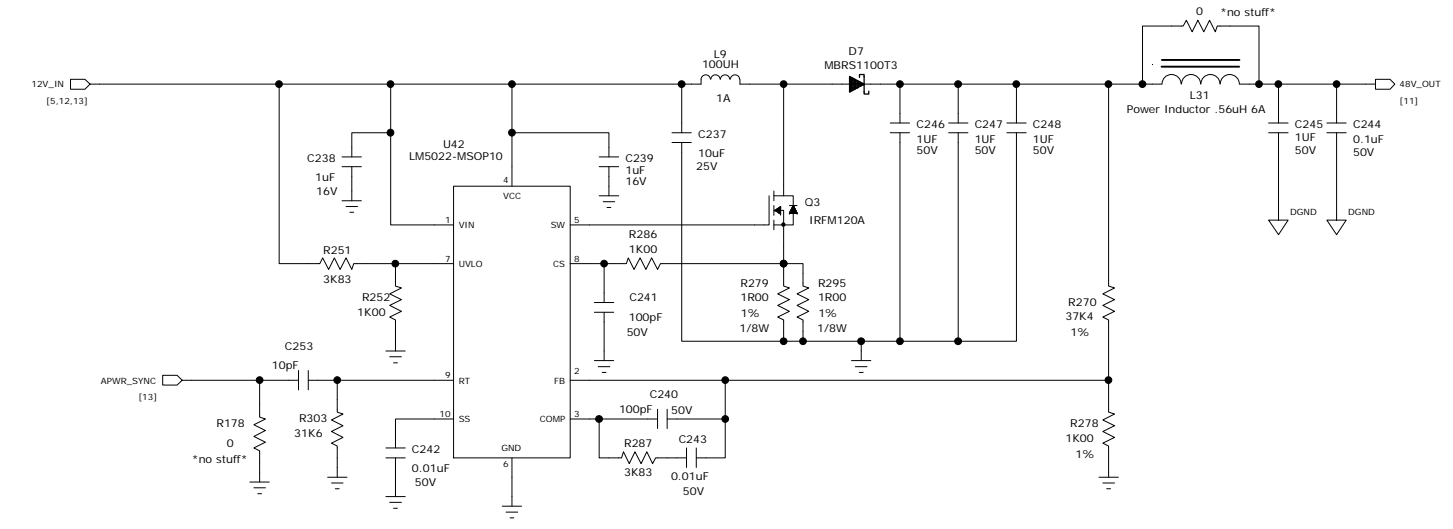 0 *no stuff*
L9
100UH
1A
D7
MBRS1100T3
12V_IN
[5,12,13]
48V_OUT
[11]
L31
Power Inductor .56uH 6A
C246
1UF
50V
C247
1UF
50V
C248
1UF
50V
C245
1UF
50V
C244
0.1uF
50V
DGND
DGND
C237
10uF
25V
C238
1uF
16V
U42
LM5022-MSOP10
C239
1uF
16V
4
VCC
1
VIN
SW
5
Q3
IRFM120A
R251
3K83
7
UVLO
CS
8
R286
1K00
R252
1K00
C241
100pF
50V
R279
1R00
1%
1/8W
R295
1R00
1%
1/8W
R270
37K4
1%
C253
10pF
APWR_SYNC
[13]
9
RT
FB
2
R178
0
*no stuff*
R303
31K6
10
SS
COMP
3
C240
100pF
50V
C242
0.01uF
50V
GND
6
R287
3K83
C243
0.01uF
50V
R278
1K00
1%